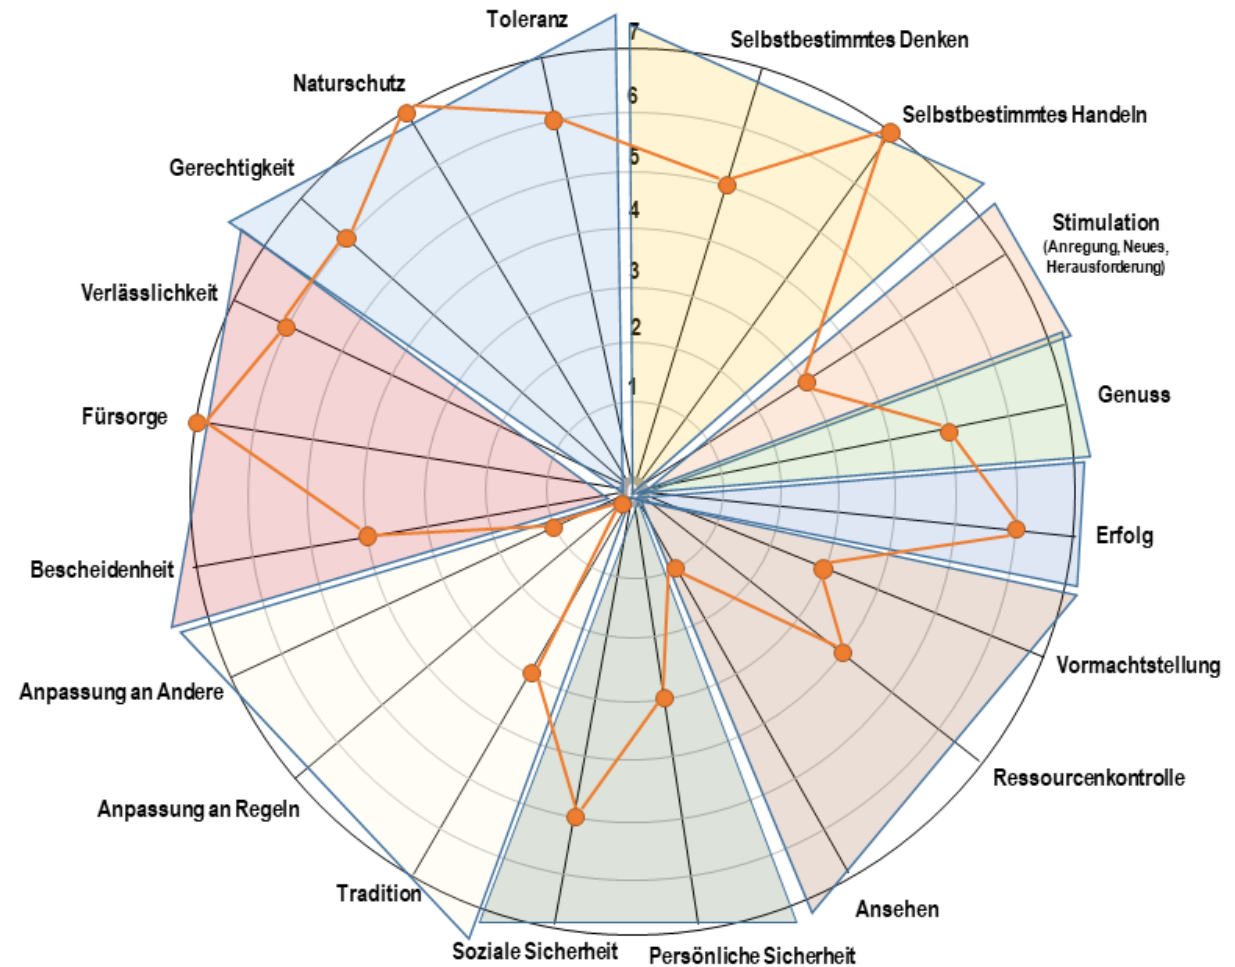 Toleranz
7
Selbstbestimmtes Denken
Naturschutz
6
Selbstbestimmtes Handeln
5
Gerechtigkeit
4
Stimulation
(Anregung, Neues,
Herausforderung)
3
Verlässlichkeit
2
1
Genuss
Fürsorge
Erfolg
Bescheidenheit
Vormachtstellung
Anpassung an Andere
Ressourcenkontrolle
Anpassung an Regeln
Tradition
Ansehen
Soziale Sicherheit
Persönliche Sicherheit